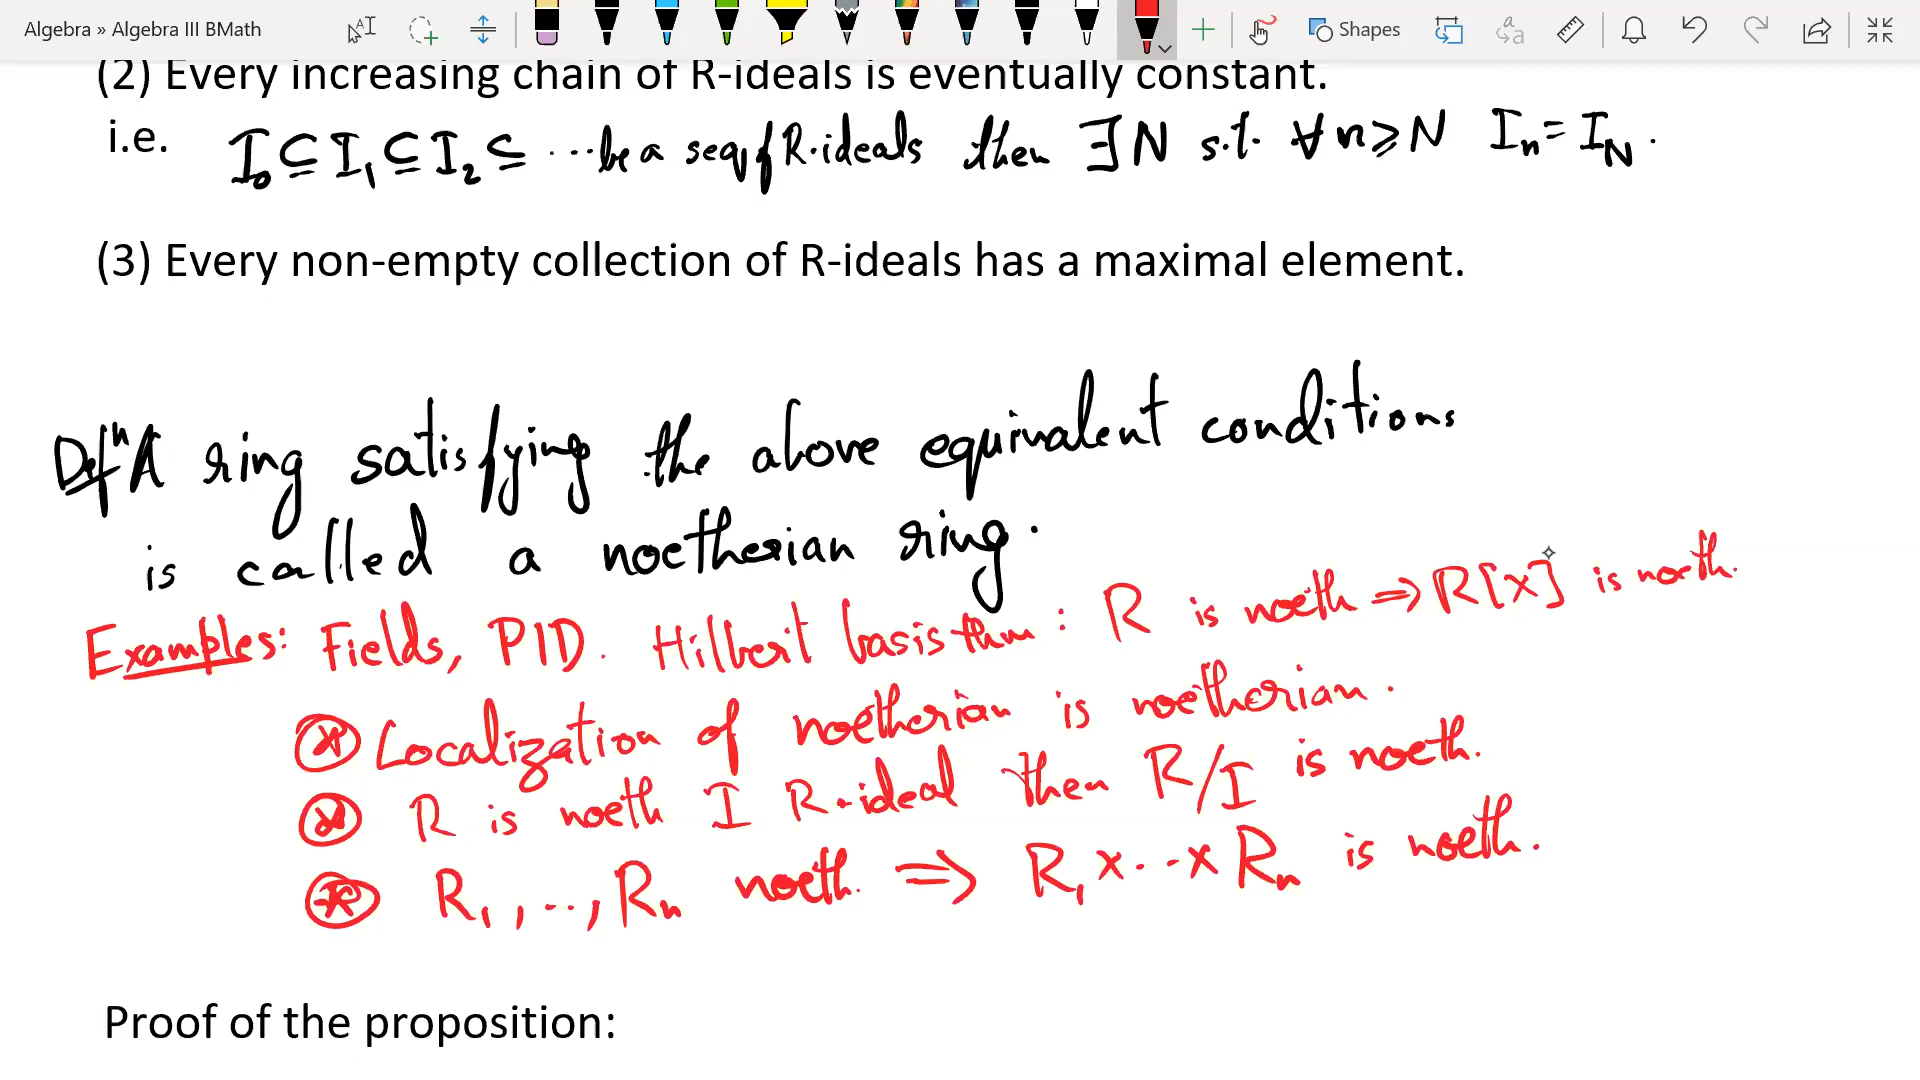 Algebra » Algebra III BMath
Shapes
(2) Every increasing chain of R-ideals is eventually constant.
i.e. I₀ ⊆ I₁ ⊆ I₂ ⊆ ... be a seq of R-ideals then ∃ N s.t. ∀ n ⩾ N Iₙ = I_N .
(3) Every non-empty collection of R-ideals has a maximal element.
Defⁿ A ring satisfying the above equivalent conditions
is called a noetherian ring.
Examples: Fields, PID. Hilbert basis thm : R is noeth ⇒ R[X] is noeth.
⊛ Localization of noetherian is noetherian.
⊛ R is noeth I R-ideal then R/I is noeth.
⊛ R₁, .., Rₙ noeth. ⇒ R₁ x...x Rₙ is noeth.
Proof of the proposition: